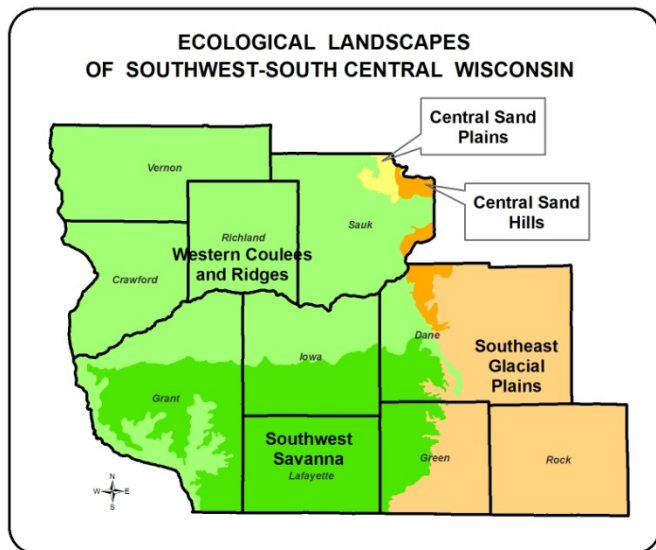 ECOLOGICAL LANDSCAPES
OF SOUTHWEST-SOUTH CENTRAL WISCONSIN
Central Sand
Plains
Vernon
Central Sand
Hills
Richland
Sauk
Western Coulees
and Ridges
Crawford
Dane
Southeast
Glacial
Plains
Iowa
Grant
Southwest
Savanna
Lafayette
Green
Rock
N
W E
S